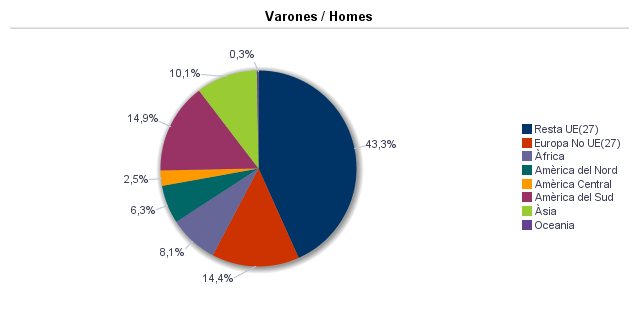 Varones / Homes
0,3%
10,1%
14,9%
43,3%
2,5%
6,3%
8,1%
14,4%
Resta UE(27)
Europa No UE(27)
Àfrica
Amèrica del Nord
Amèrica Central
Amèrica del Sud
Àsia
Oceania